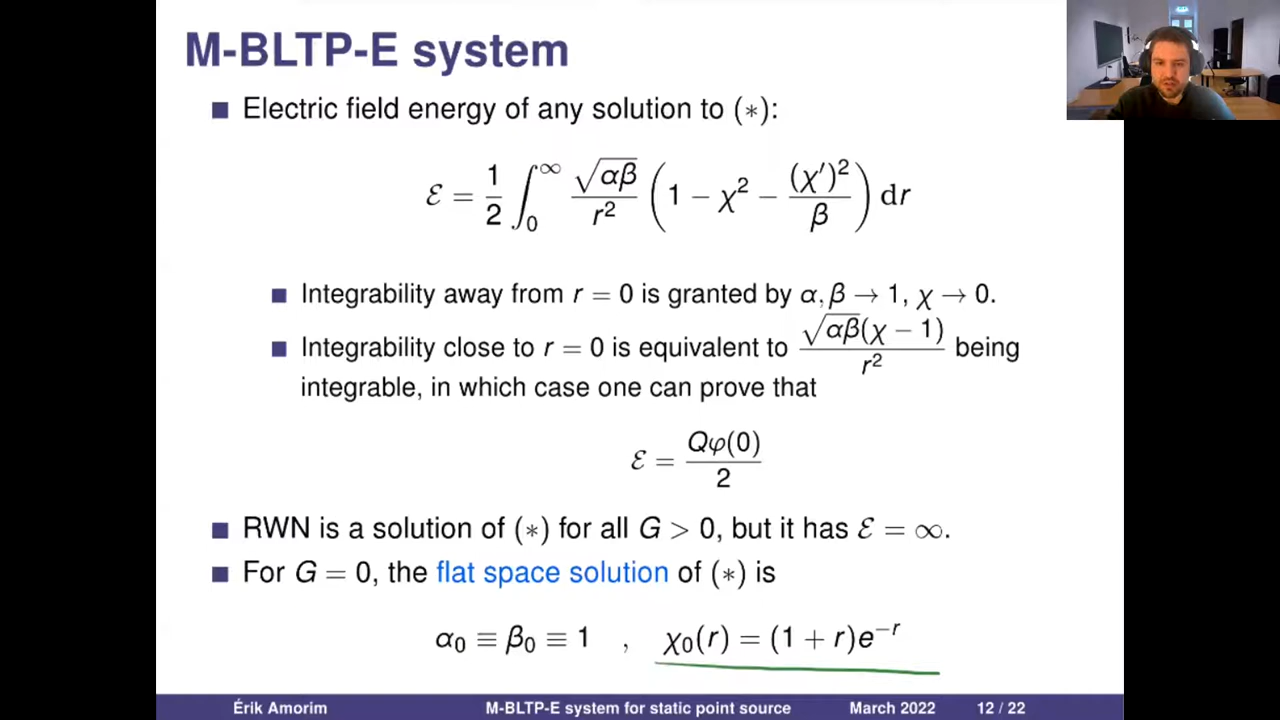 M-BLTP-E system
■ Electric field energy of any solution to (∗):
ℰ = 1/2 ∫₀^∞ √(αβ)/r² (1 − χ² − (χ′)²/β) dr
■ Integrability away from r = 0 is granted by α, β → 1, χ → 0.
■ Integrability close to r = 0 is equivalent to √(αβ)(χ − 1)/r² being
integrable, in which case one can prove that
ℰ = Qφ(0)/2
■ RWN is a solution of (∗) for all G > 0, but it has ℰ = ∞.
■ For G = 0, the flat space solution of (∗) is
α₀ ≡ β₀ ≡ 1 , χ₀(r) = (1 + r)e⁻ʳ
Érik Amorim M-BLTP-E system for static point source March 2022 12 / 22